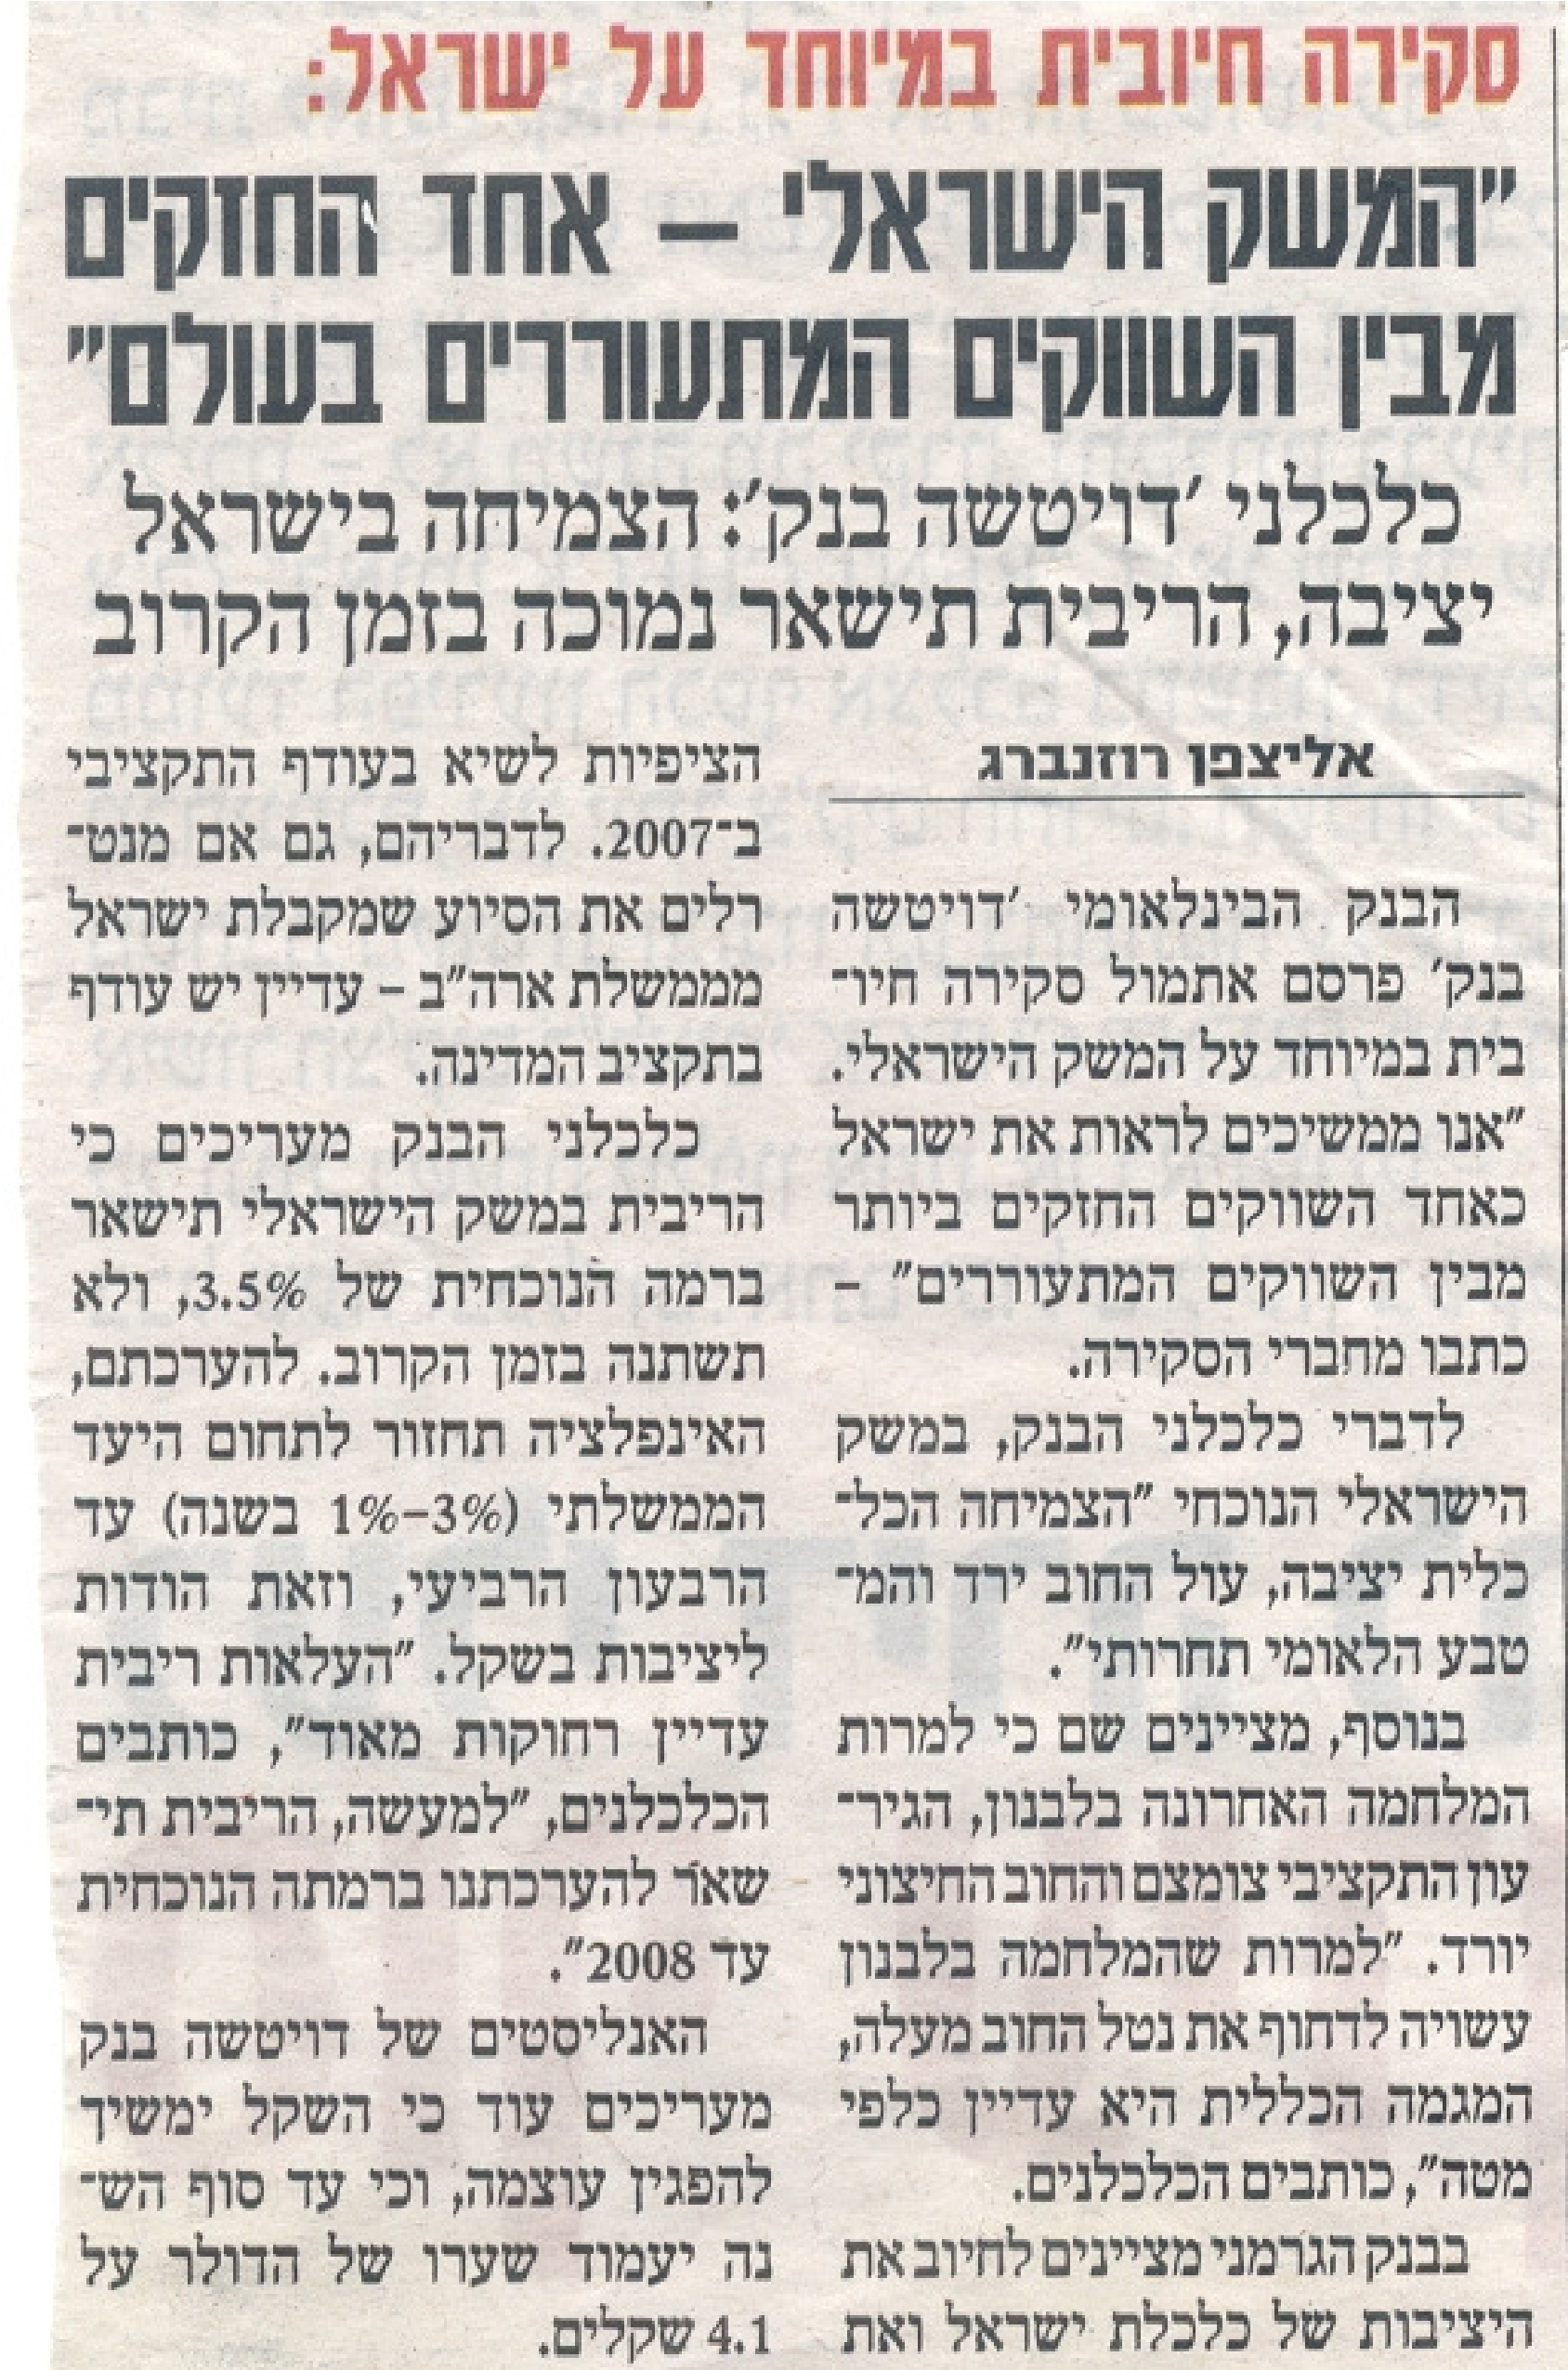 סקירה חיובית במיוחד על ישראל:
"המשק הישראלי – אחד החזקים
מבין השווקים המתעוררים בעולם"
כלכלני 'דויטשה בנק': הצמיחה בישראל
יציבה, הריבית תישאר נמוכה בזמן הקרוב
אליצפן רוזנברג
הבנק הבינלאומי 'דויטשה
בנק' פרסם אתמול סקירה חיו־
בית במיוחד על המשק הישראלי.
"אנו ממשיכים לראות את ישראל
כאחד השווקים החזקים ביותר
מבין השווקים המתעוררים" –
כתבו מחברי הסקירה.
לדברי כלכלני הבנק, במשק
הישראלי הנוכחי "הצמיחה הכל־
כלית יציבה, עול החוב ירד והמ־
טבע הלאומי תחרותי".
בנוסף, מציינים שם כי למרות
המלחמה האחרונה בלבנון, הגיר־
עון התקציבי צומצם והחוב החיצוני
יורד. "למרות שהמלחמה בלבנון
עשויה לדחוף את נטל החוב מעלה,
המגמה הכללית היא עדיין כלפי
מטה", כותבים הכלכלנים.
בבנק הגרמני מציינים לחיוב את
היציבות של כלכלת ישראל ואת
הציפיות לשיא בעודף התקציבי
ב־2007. לדבריהם, גם אם מנט־
רלים את הסיוע שמקבלת ישראל
מממשלת ארה"ב – עדיין יש עודף
בתקציב המדינה.
כלכלני הבנק מעריכים כי
הריבית במשק הישראלי תישאר
ברמה הנוכחית של 3.5%, ולא
תשתנה בזמן הקרוב. להערכתם,
האינפלציה תחזור לתחום היעד
הממשלתי (1%–3% בשנה) עד
הרבעון הרביעי, וזאת הודות
ליציבות בשקל. "העלאות ריבית
עדיין רחוקות מאוד", כותבים
הכלכלנים, "למעשה, הריבית תי־
שאר להערכתנו ברמתה הנוכחית
עד 2008".
האנליסטים של דויטשה בנק
מעריכים עוד כי השקל ימשיך
להפגין עוצמה, וכי עד סוף הש־
נה יעמוד שערו של הדולר על
4.1 שקלים.